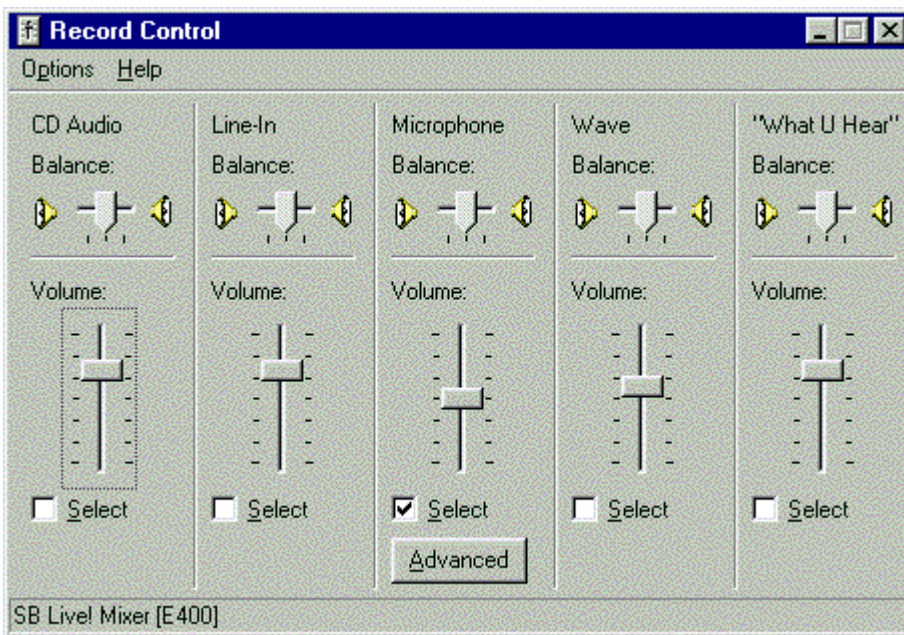 Record Control
Options Help
CD Audio Line-In Microphone Wave "What U Hear"
Balance: Balance: Balance: Balance: Balance:
Volume: Volume: Volume: Volume: Volume:
Select Select Select Select Select
Advanced
SB Live! Mixer [E400]